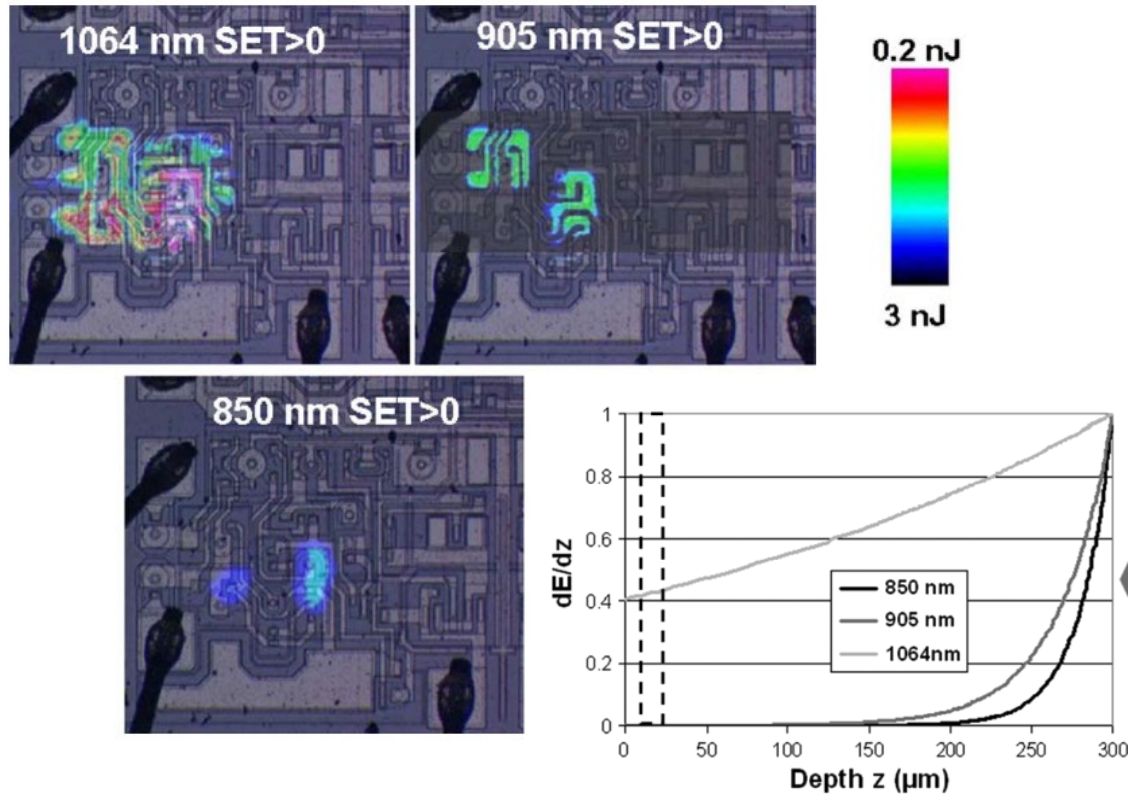 1064 nm SET>0
905 nm SET>0
0.2 nJ
3 nJ
850 nm SET>0
1
0.8
0.6
0.4
0.2
0
dE/dz
850 nm
905 nm
1064nm
0
50
100
150
200
250
300
Depth z (µm)